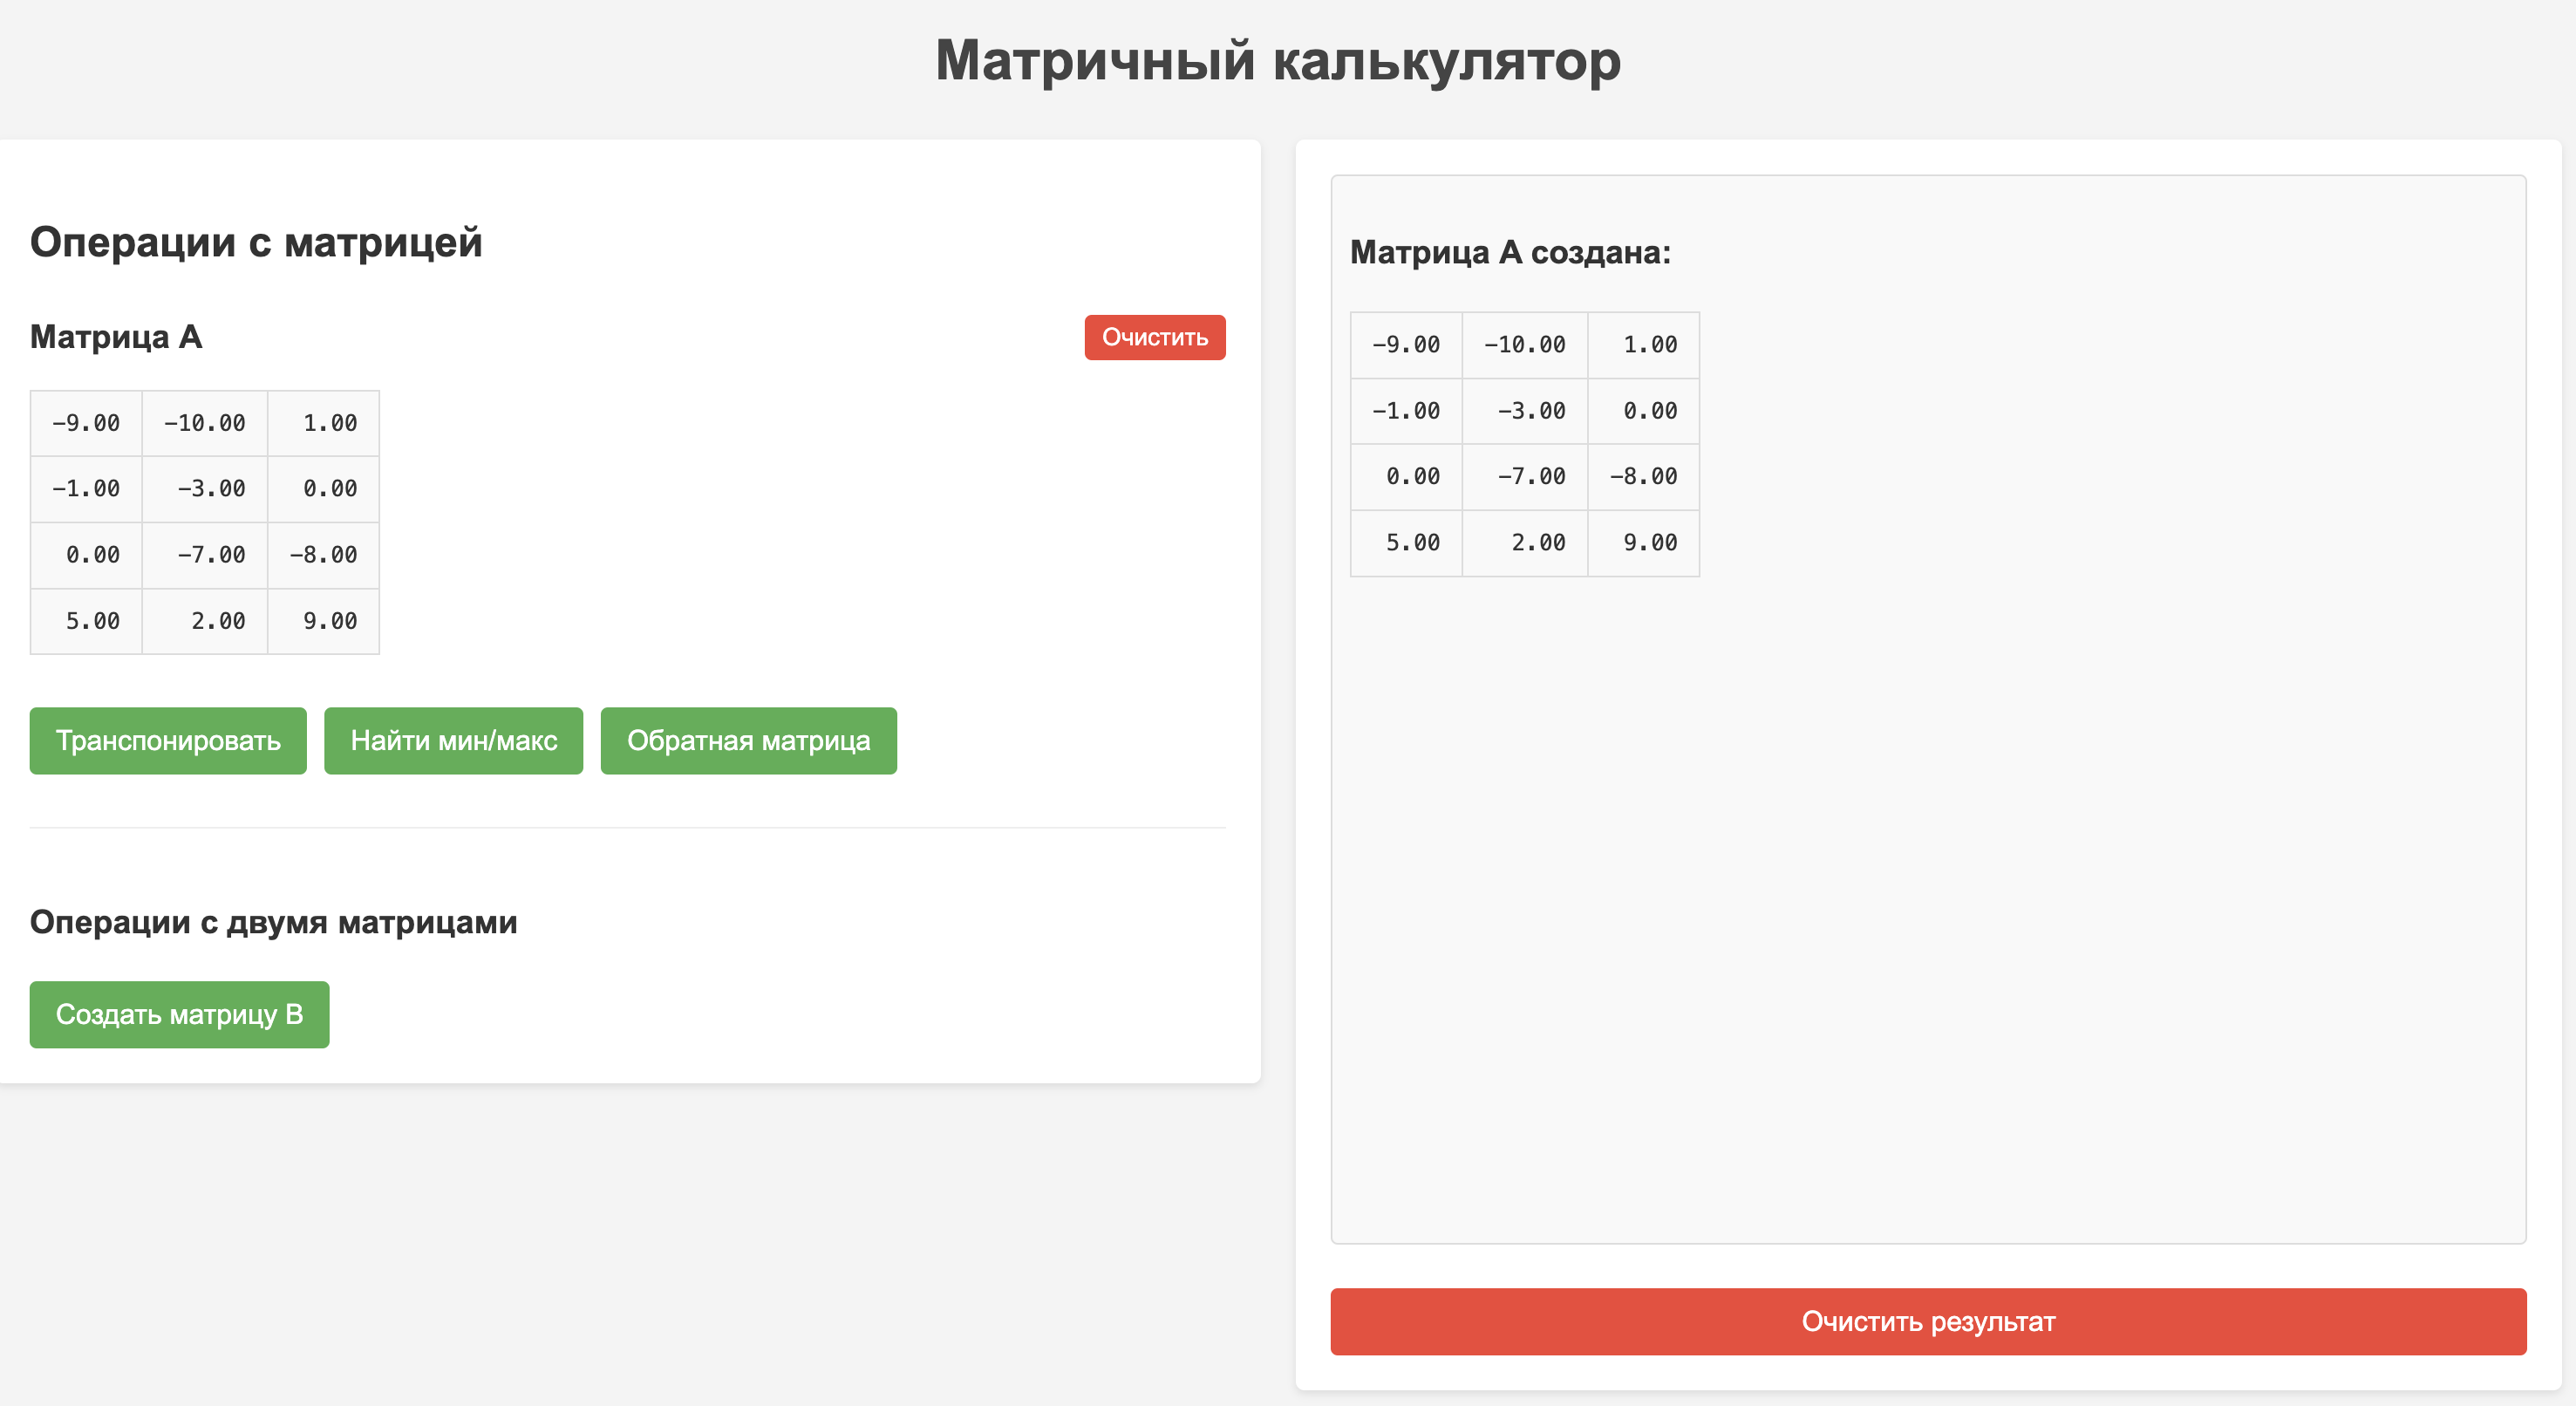 Матричный калькулятор
Операции с матрицей
Матрица A
Очистить
-9.00 -10.00 1.00
-1.00 -3.00 0.00
0.00 -7.00 -8.00
5.00 2.00 9.00
Транспонировать Найти мин/макс Обратная матрица
Операции с двумя матрицами
Создать матрицу B
Матрица A создана:
-9.00 -10.00 1.00
-1.00 -3.00 0.00
0.00 -7.00 -8.00
5.00 2.00 9.00
Очистить результат